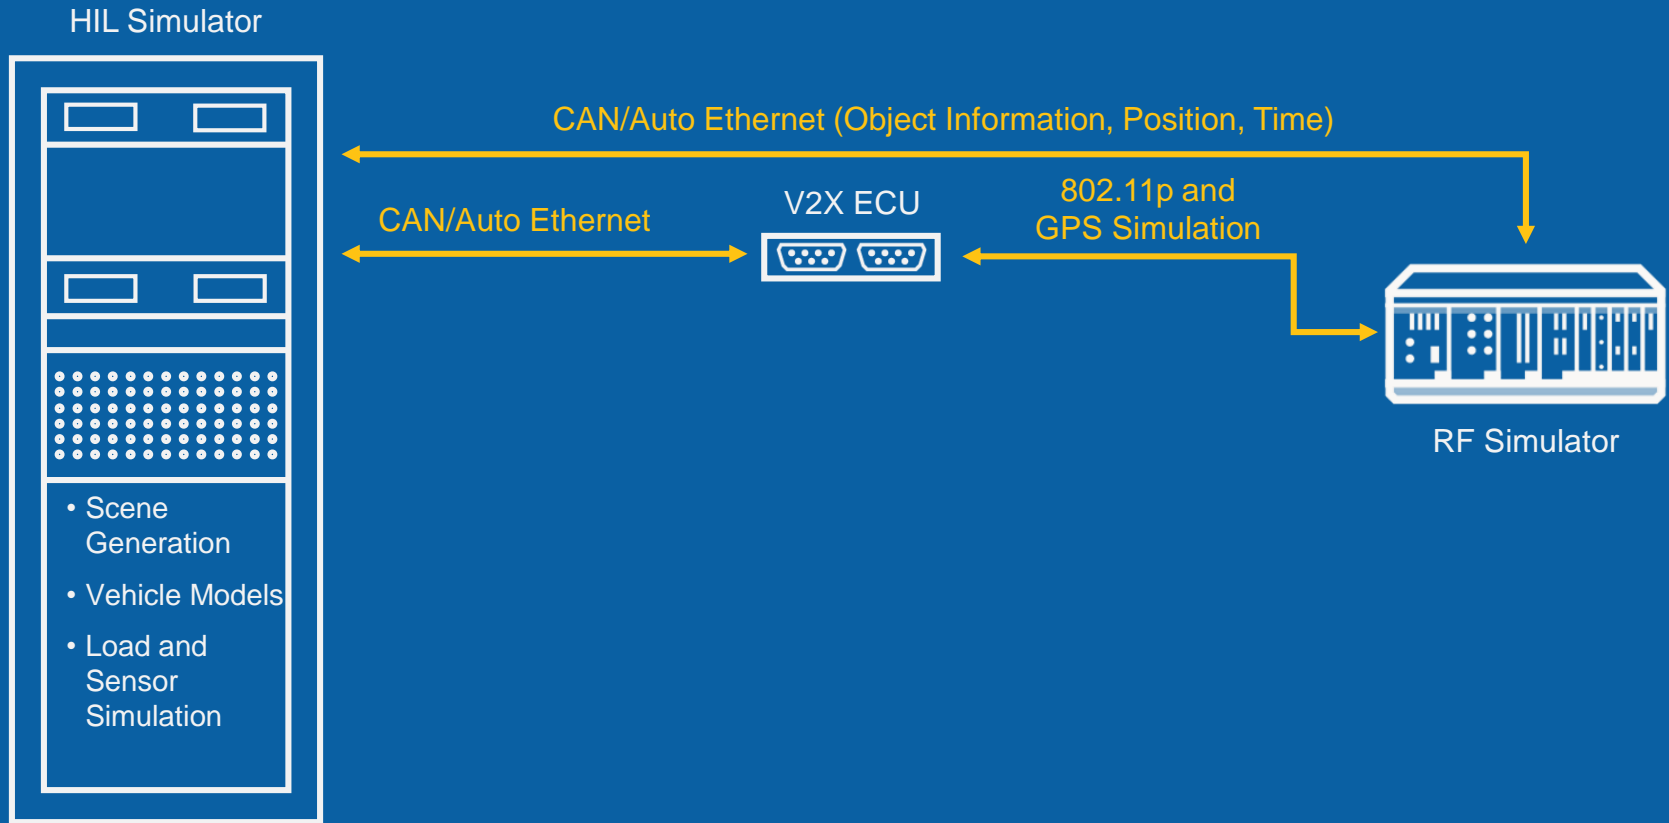 HIL Simulator
CAN/Auto Ethernet (Object Information, Position, Time)
CAN/Auto Ethernet
V2X ECU
802.11p and
GPS Simulation
RF Simulator
• Scene
Generation
• Vehicle Models
• Load and
Sensor
Simulation